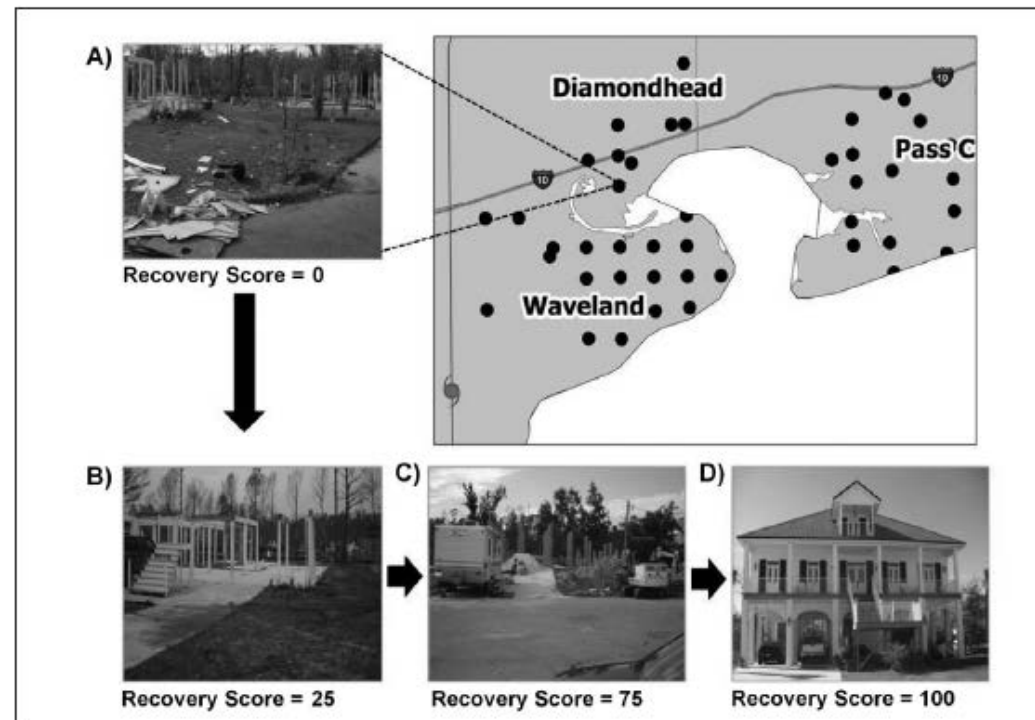 A)
Recovery Score = 0
Diamondhead
10
10
Pass C
Waveland
B)
Recovery Score = 25
C)
Recovery Score = 75
D)
Recovery Score = 100